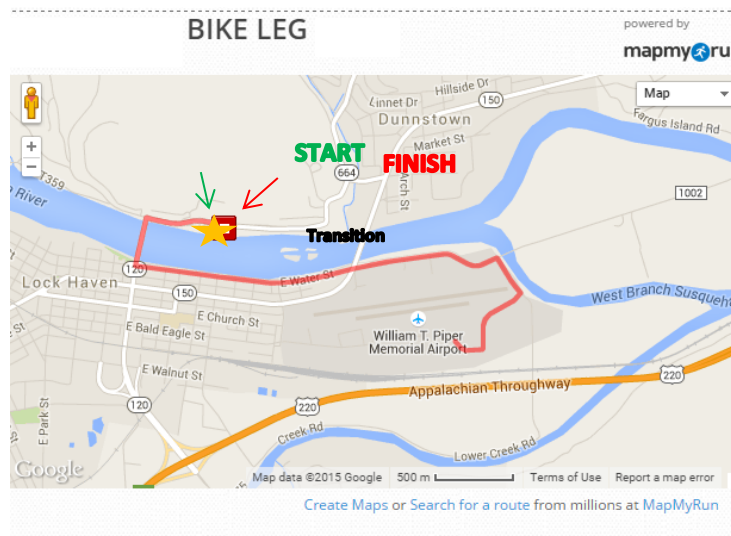 BIKE LEG
powered by
mapmyru
Map
Hillside Dr
Linnet Dr
150
Dunnstown
Fargus Island Rd
Market St
START
FINISH
664
Arch St
T359
1002
River
Transition
120
E Water St
Lock Haven
150
West Branch Susqueh
E Church St
E Bald Eagle St
William T. Piper
Memorial Airport
E Walnut St
220
Appalachian Throughway
120
220
E Park St
Creek Rd
Lower Creek Rd
Google
Map data ©2015 Google
500 m
Terms of Use
Report a map error
Create Maps or Search for a route from millions at MapMyRun